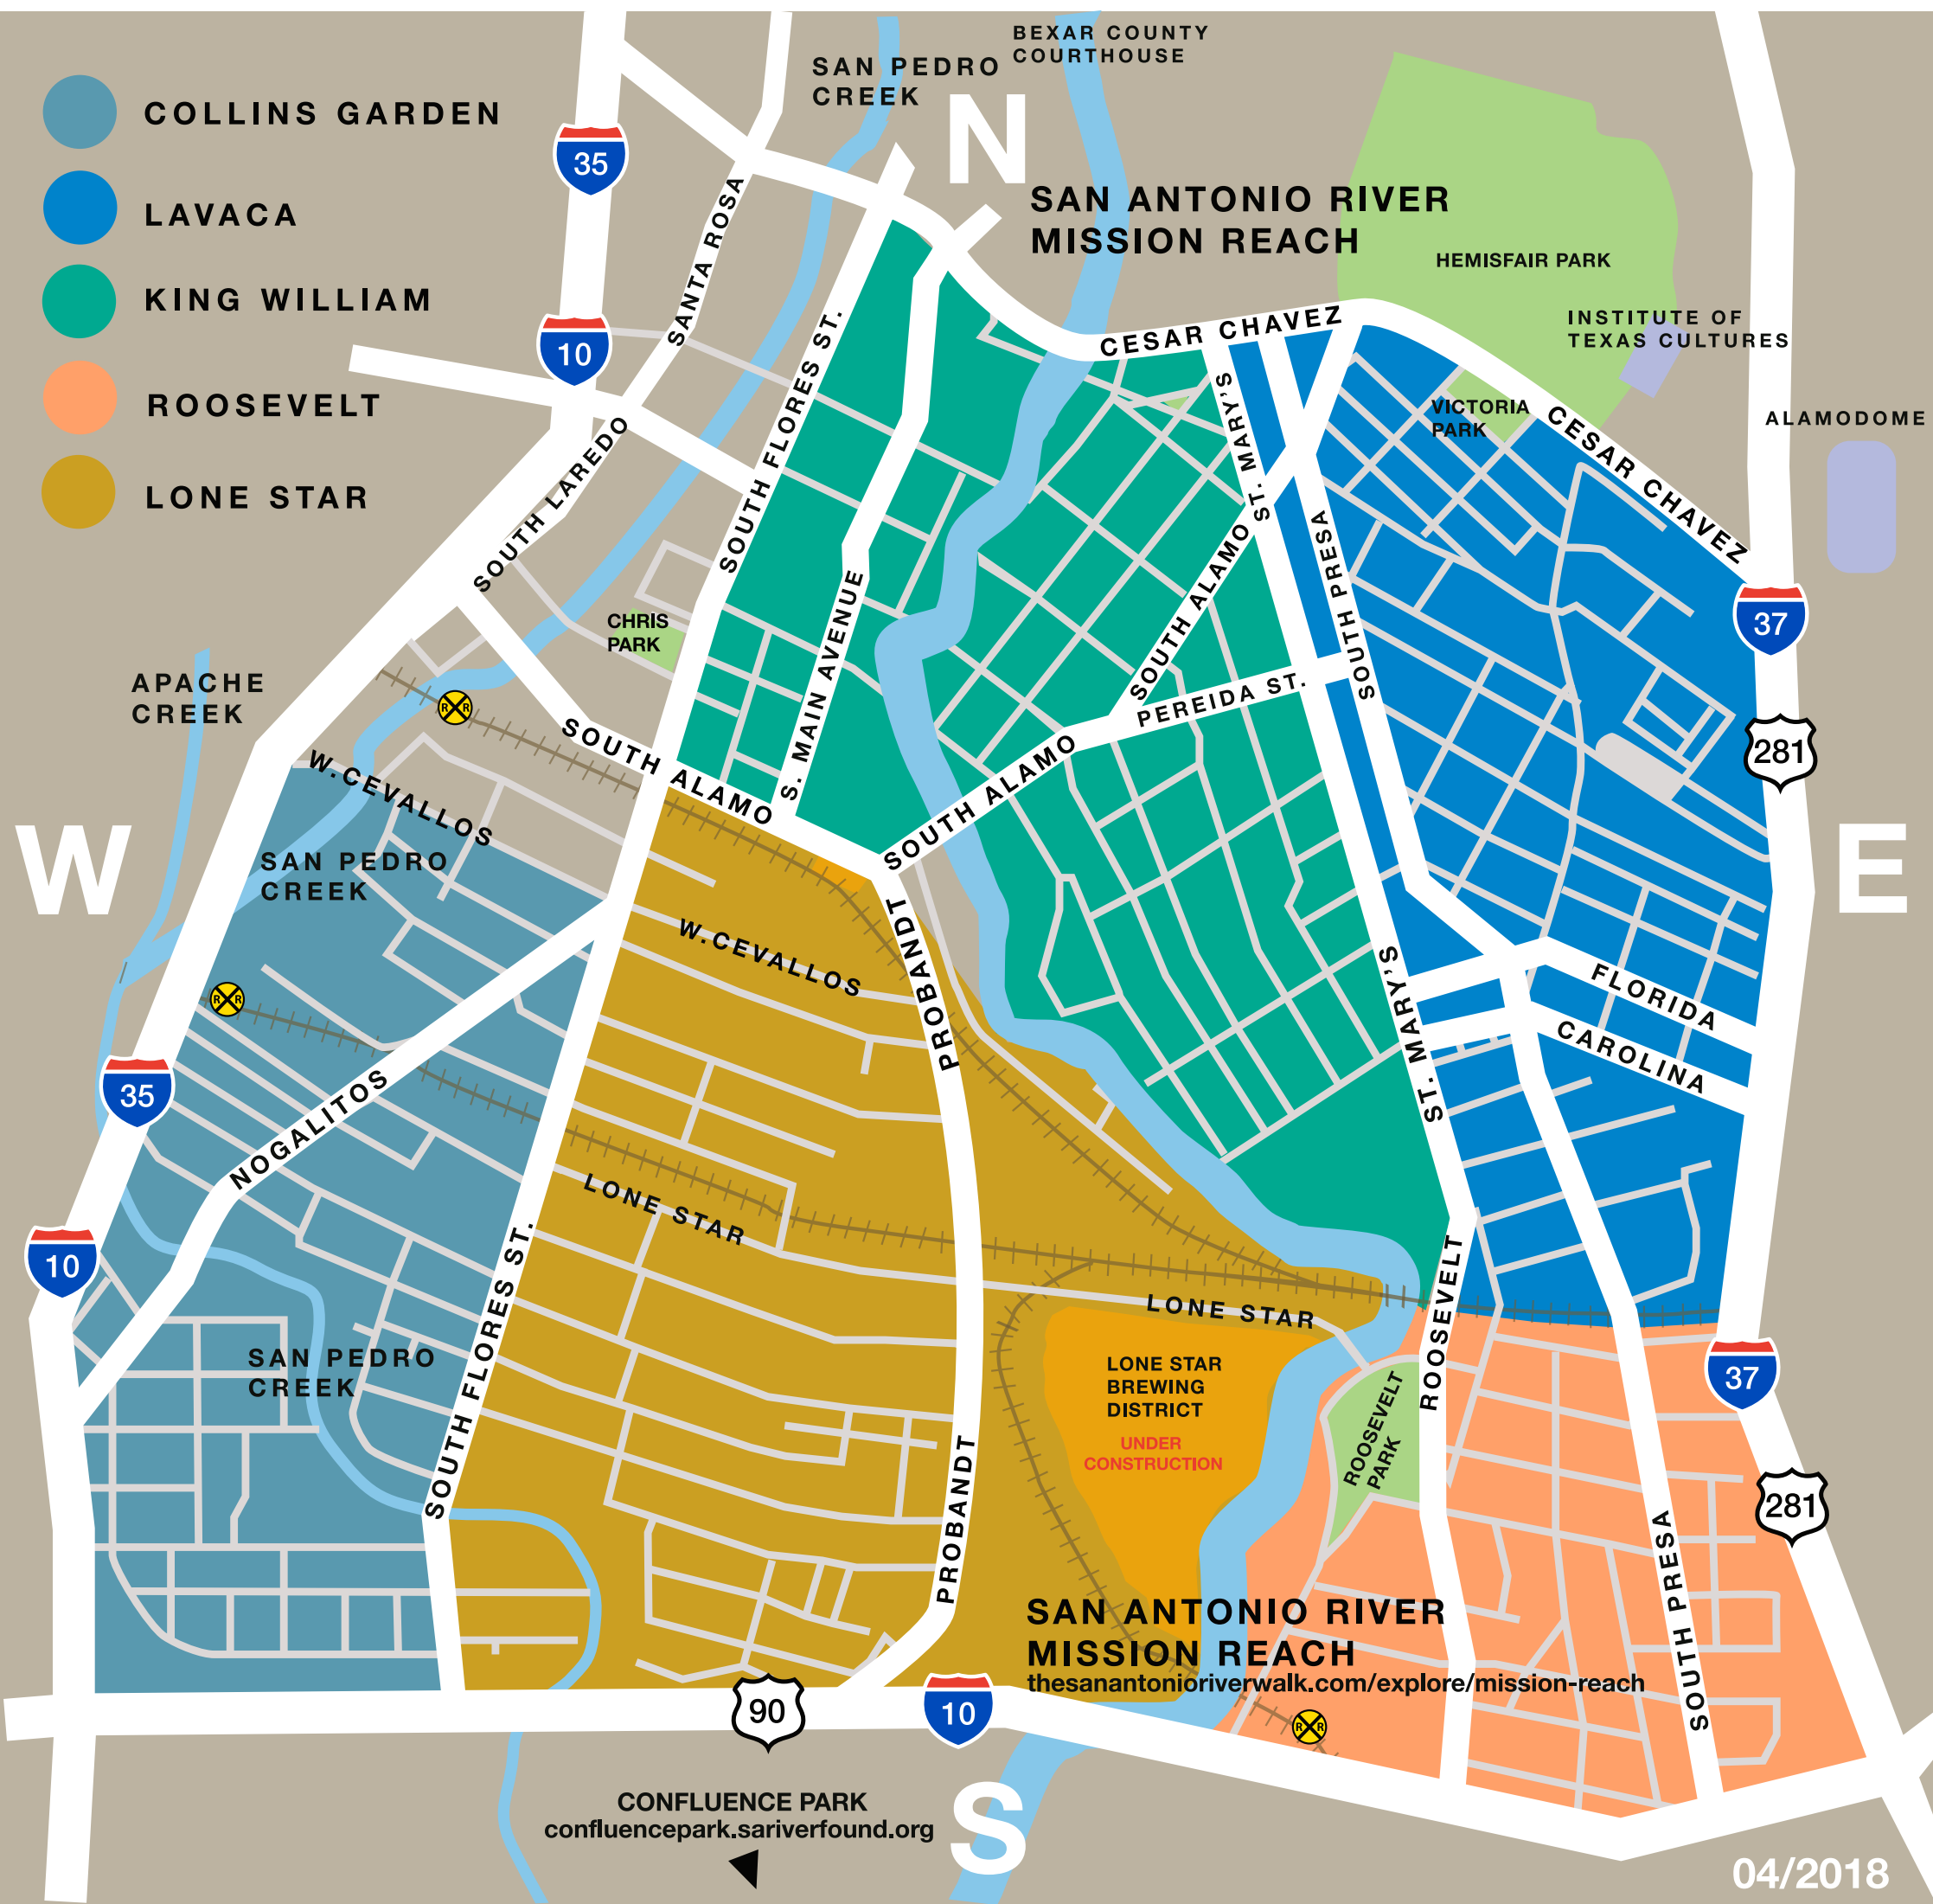 BEXAR COUNTY
COURTHOUSE
SAN PEDRO
CREEK
N
COLLINS GARDEN
35
LAVACA
SANTA ROSA
SAN ANTONIO RIVER
MISSION REACH
HEMISFAIR PARK
KING WILLIAM
10
SOUTH FLORES ST.
CESAR CHAVEZ
INSTITUTE OF
TEXAS CULTURES
ROOSEVELT
ST. MARY'S
VICTORIA
PARK
CESAR CHAVEZ
ALAMODOME
LONE STAR
SOUTH LAREDO
SOUTH PRESA
SOUTH ALAMO
37
CHRIS
PARK
S. MAIN AVENUE
APACHE
CREEK
R R
PEREIDA ST.
SOUTH ALAMO
SOUTH ALAMO
281
W. CEVALLOS
W
E
SAN PEDRO
CREEK
W. CEVALLOS
PROBANDT
ST. MARY'S
FLORIDA
CAROLINA
R R
35
NOGALITOS
LONE STAR
10
SOUTH FLORES ST.
LONE STAR
ROOSEVELT
SAN PEDRO
CREEK
LONE STAR
BREWING
DISTRICT
UNDER
CONSTRUCTION
ROOSEVELT
PARK
37
PROBANDT
281
SOUTH PRESA
SAN ANTONIO RIVER
MISSION REACH
thesanantonioriverwalk.com/explore/mission-reach
90
10
R R
CONFLUENCE PARK
confluencepark.sariverfound.org
S
04/2018